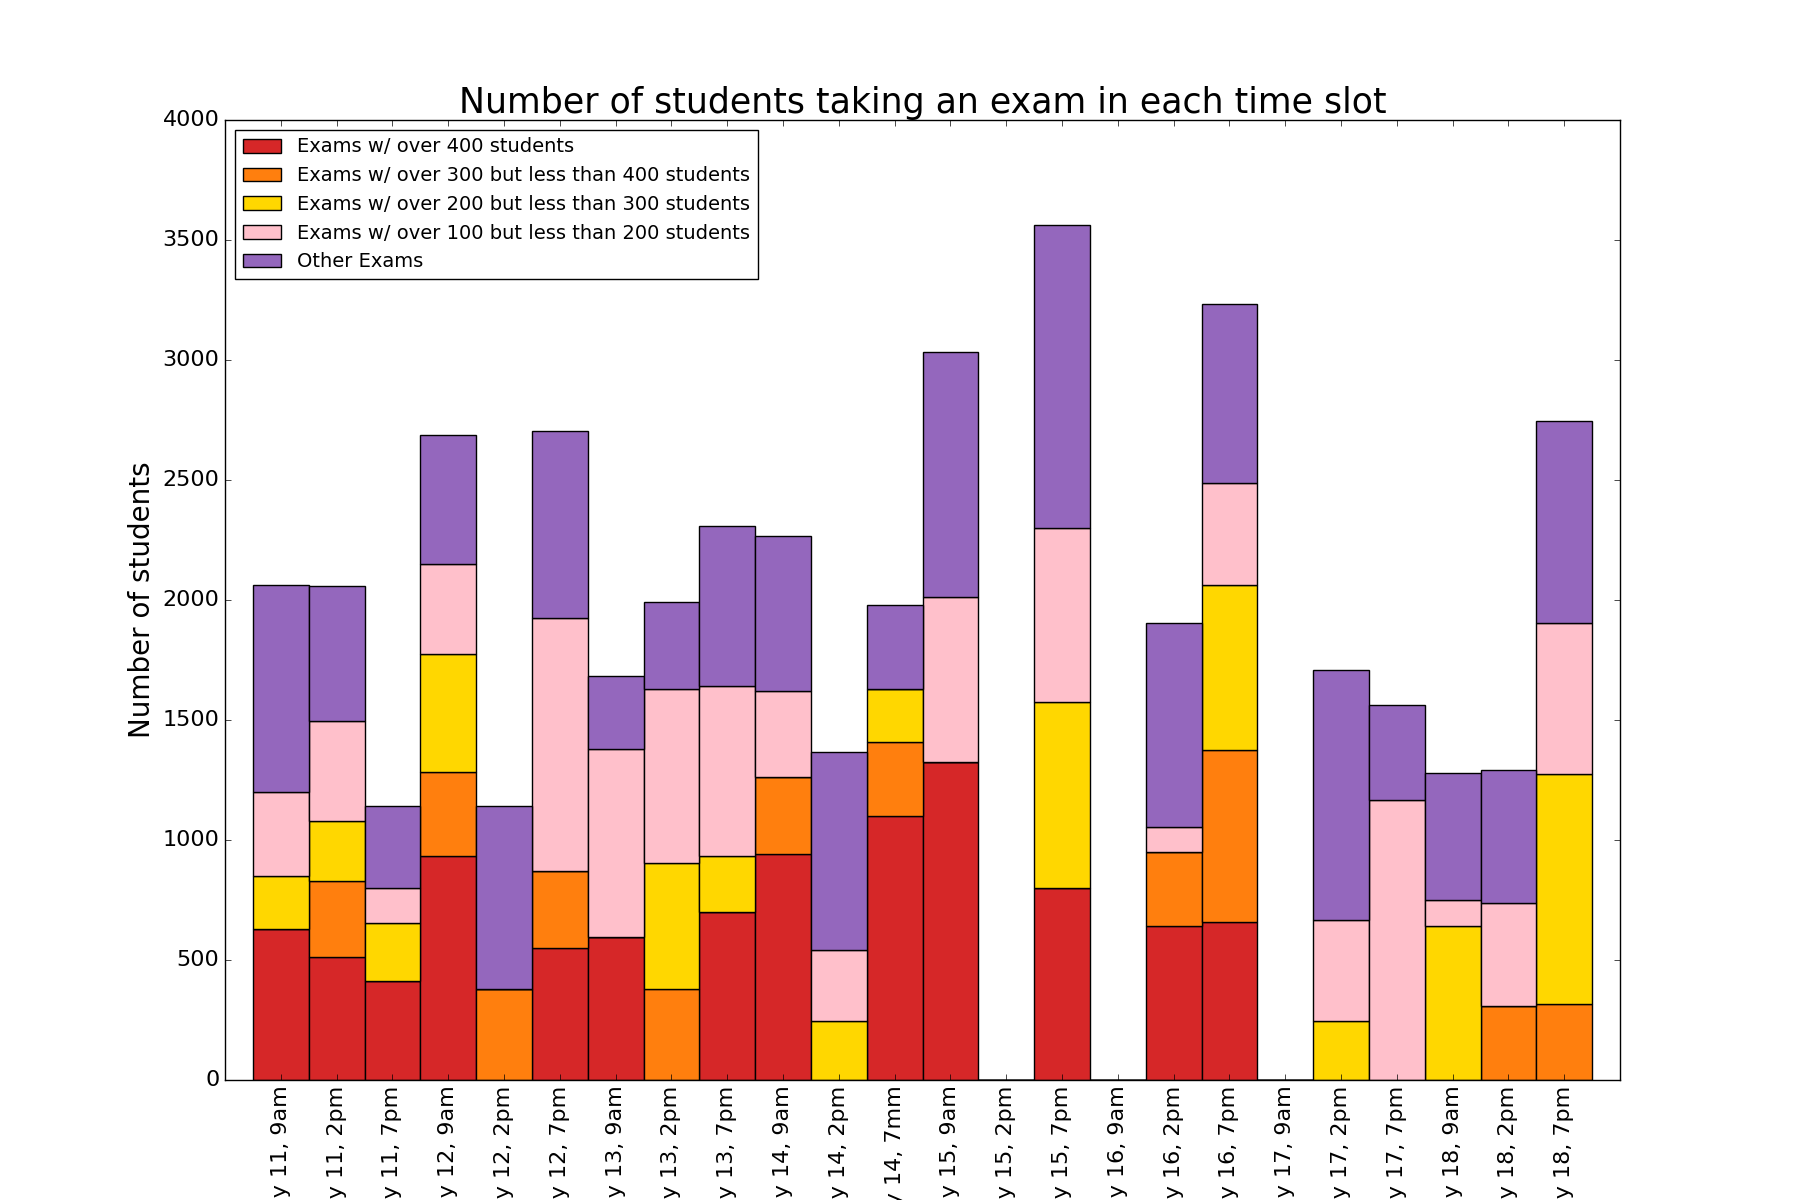 Number of students taking an exam in each time slot
4000
3500
3000
2500
2000
1500
1000
500
0
Number of students
Exams w/ over 400 students
Exams w/ over 300 but less than 400 students
Exams w/ over 200 but less than 300 students
Exams w/ over 100 but less than 200 students
Other Exams
y 11, 9am
y 11, 2pm
y 11, 7pm
y 12, 9am
y 12, 2pm
y 12, 7pm
y 13, 9am
y 13, 2pm
y 13, 7pm
y 14, 9am
y 14, 2pm
y 14, 7mm
y 15, 9am
y 15, 2pm
y 15, 7pm
y 16, 9am
y 16, 2pm
y 16, 7pm
y 17, 9am
y 17, 2pm
y 17, 7pm
y 18, 9am
y 18, 2pm
y 18, 7pm